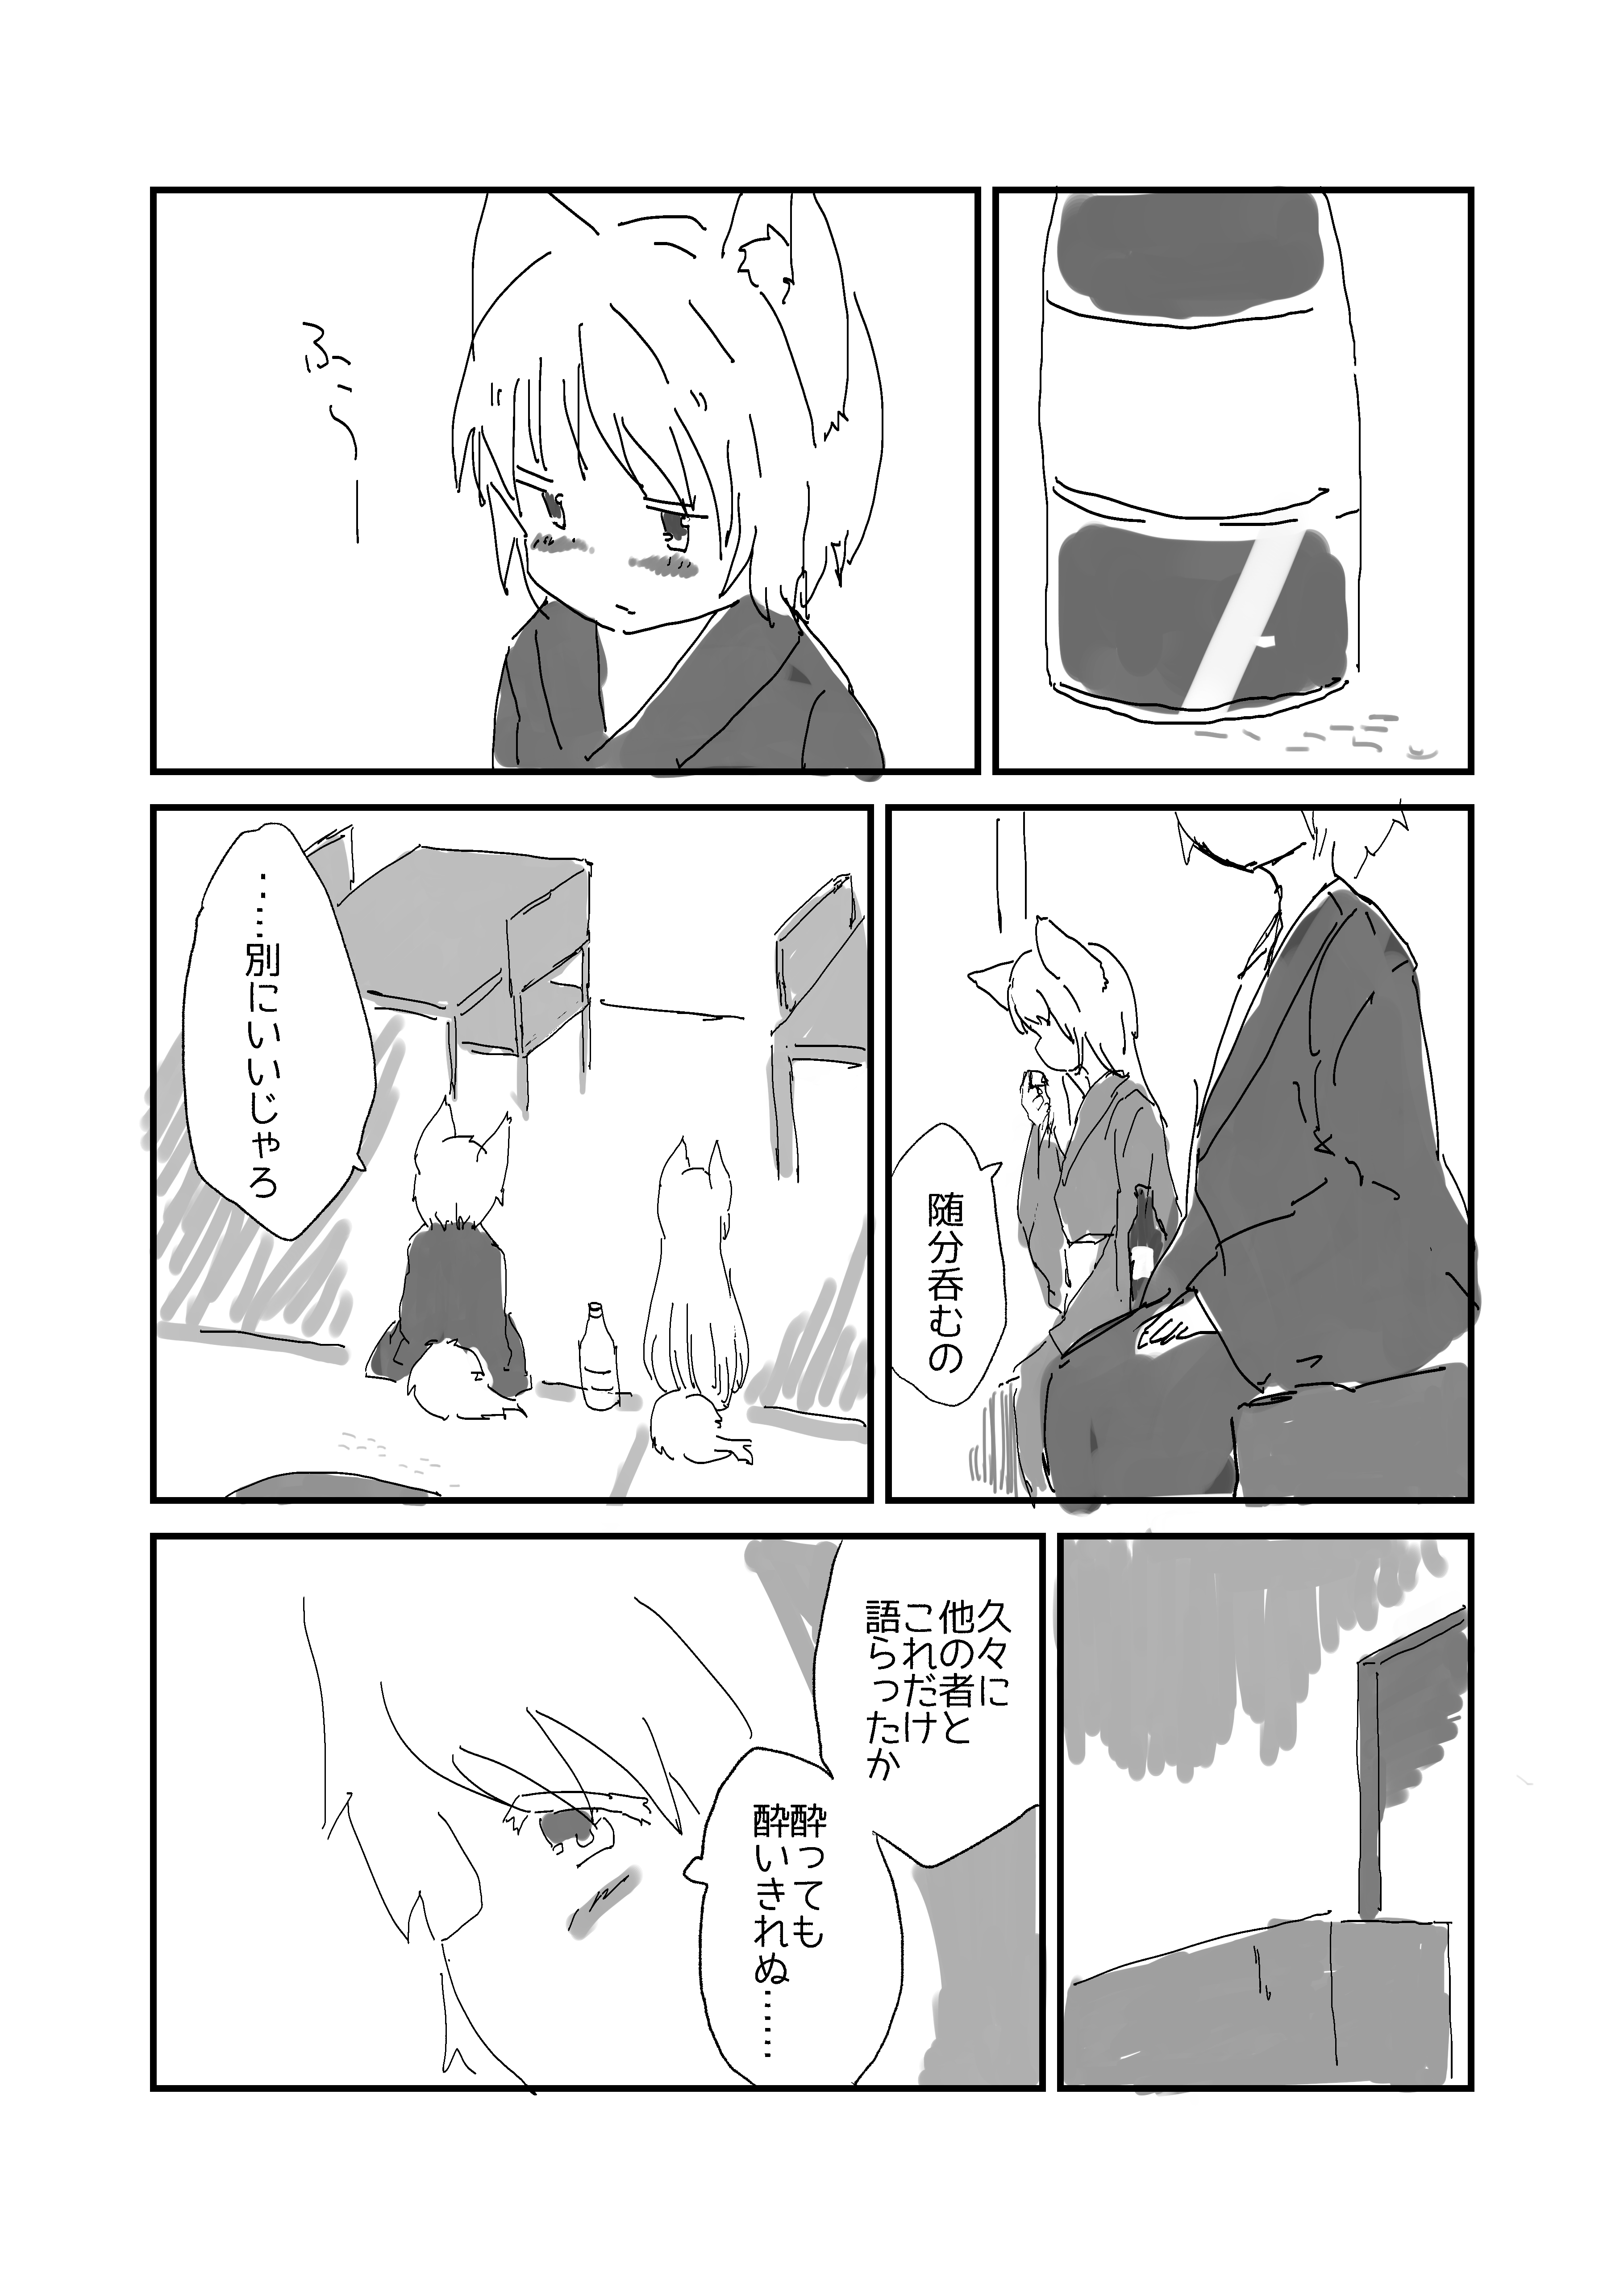 ふぅー
随分呑むの
……別にいいじゃろ
久々に
他の者と
これだけ
語らったか
酔っても
酔いきれぬ……